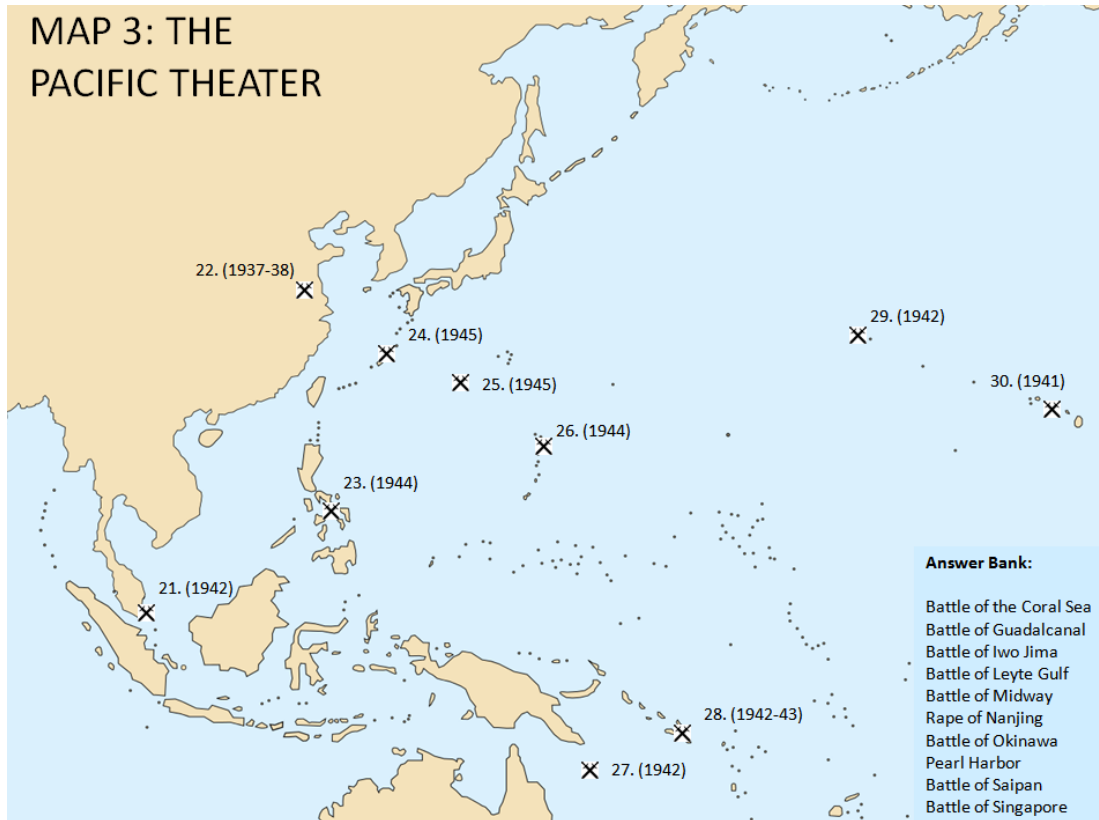 MAP 3: THE
PACIFIC THEATER
22. (1937-38)
24. (1945)
29. (1942)
25. (1945)
30. (1941)
26. (1944)
23. (1944)
21. (1942)
28. (1942-43)
27. (1942)
Answer Bank:
Battle of the Coral Sea
Battle of Guadalcanal
Battle of Iwo Jima
Battle of Leyte Gulf
Battle of Midway
Rape of Nanjing
Battle of Okinawa
Pearl Harbor
Battle of Saipan
Battle of Singapore